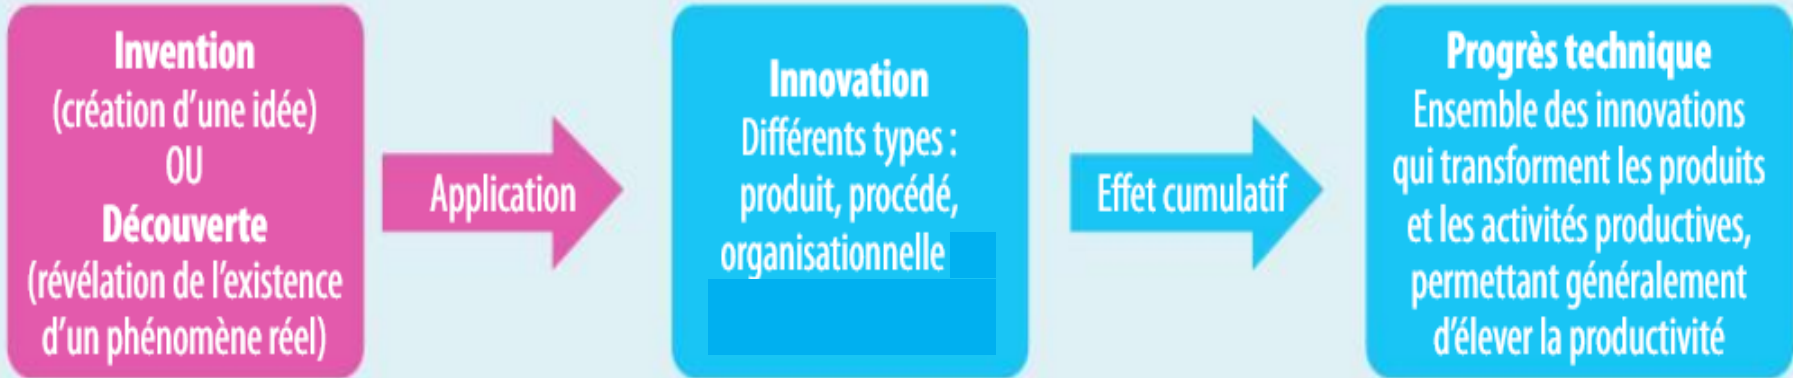 Invention
(création d'une idée)
OU
Découverte
(révélation de l'existence
d'un phénomène réel)
Application
Innovation
Différents types :
produit, procédé,
organisationnelle
Effet cumulatif
Progrès technique
Ensemble des innovations
qui transforment les produits
et les activités productives,
permettant généralement
d'élever la productivité